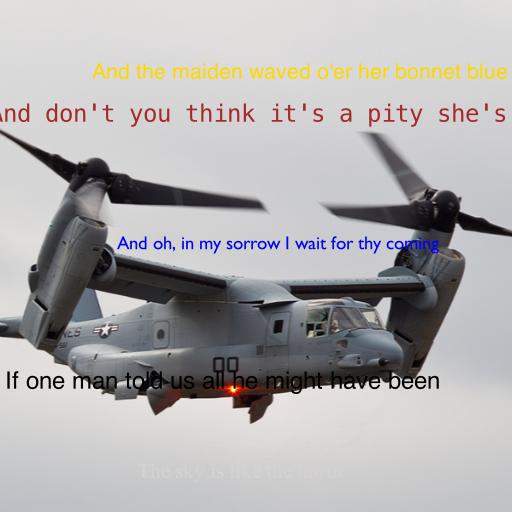 And the maiden waved o'er her bonnet blue
And don't you think it's a pity she's
And oh, in my sorrow I wait for thy coming
00
If one man told us all he might have been
The sky is like the